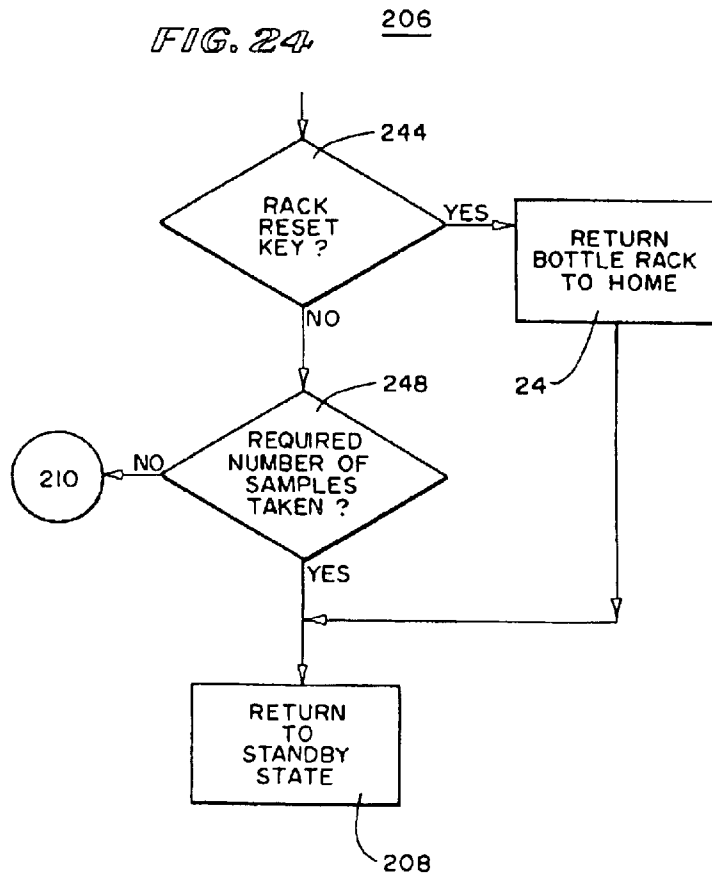 FIG. 24
206
244
RACK
RESET
KEY ?
YES
RETURN
BOTTLE RACK
TO HOME
NO
24
248
REQUIRED
NUMBER OF
SAMPLES
TAKEN ?
NO
210
YES
RETURN
TO
STANDBY
STATE
208